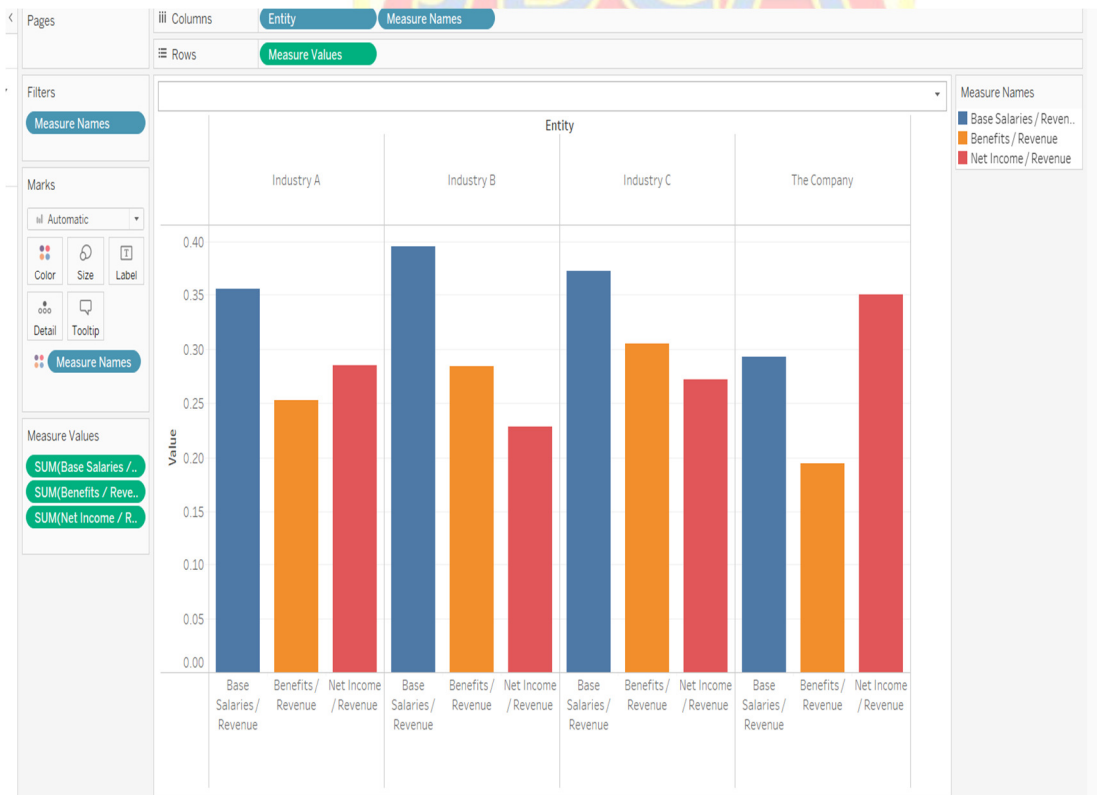 Pages
Columns
Entity
Measure Names
Rows
Measure Values
Filters
Measure Names
Marks
Automatic
Color
Size
Label
Detail
Tooltip
Measure Names
Measure Values
SUM(Base Salaries /..
SUM(Benefits / Reve..
SUM(Net Income / R..
Entity
Industry A
Industry B
Industry C
The Company
Value
0.40
0.35
0.30
0.25
0.20
0.15
0.10
0.05
0.00
Base
Salaries /
Revenue
Benefits /
Revenue
Net Income
/ Revenue
Base
Salaries /
Revenue
Benefits /
Revenue
Net Income
/ Revenue
Base
Salaries /
Revenue
Benefits /
Revenue
Net Income
/ Revenue
Base
Salaries /
Revenue
Benefits /
Revenue
Net Income
/ Revenue
Measure Names
Base Salaries / Reven..
Benefits / Revenue
Net Income / Revenue